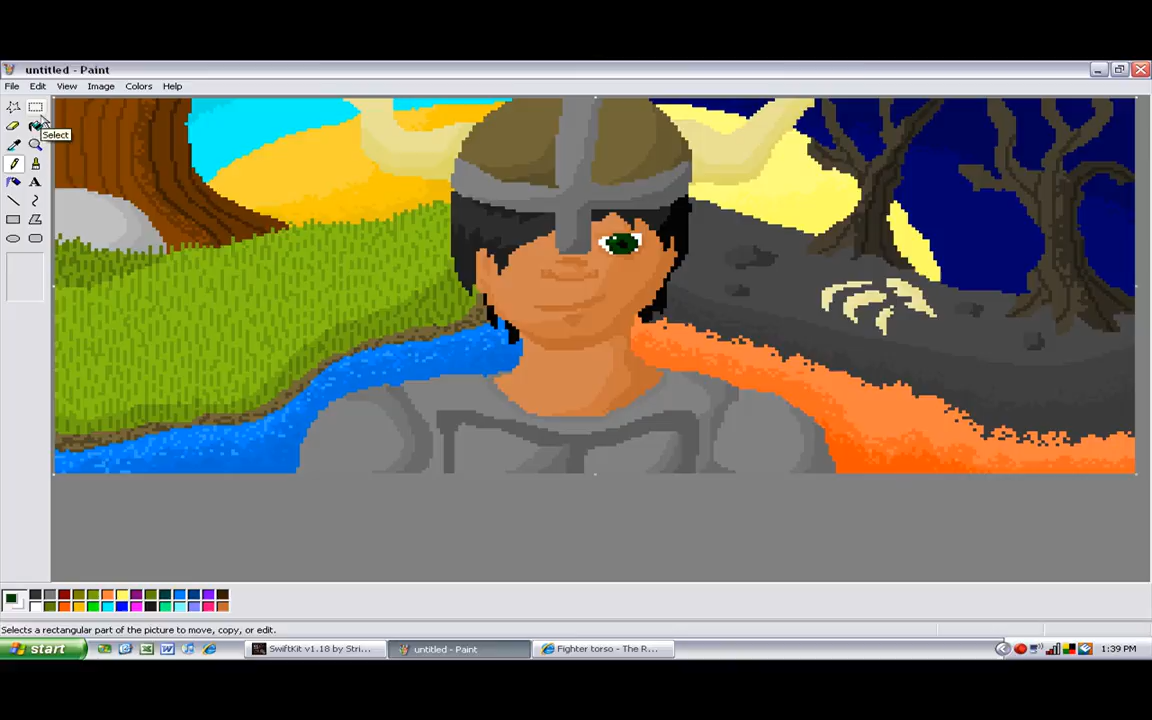 untitled - Paint
File Edit View Image Colors Help
Select
A
Selects a rectangular part of the picture to move, copy, or edit.
start
SwiftKit v1.18 by Stri...
untitled - Paint
Fighter torso - The R...
1:39 PM